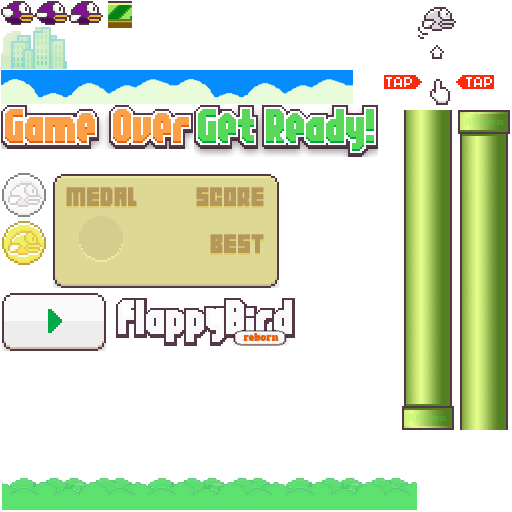 TAP TAP
Game Over Get Ready!
MEDAL SCORE
BEST
FlappyBird
reborn